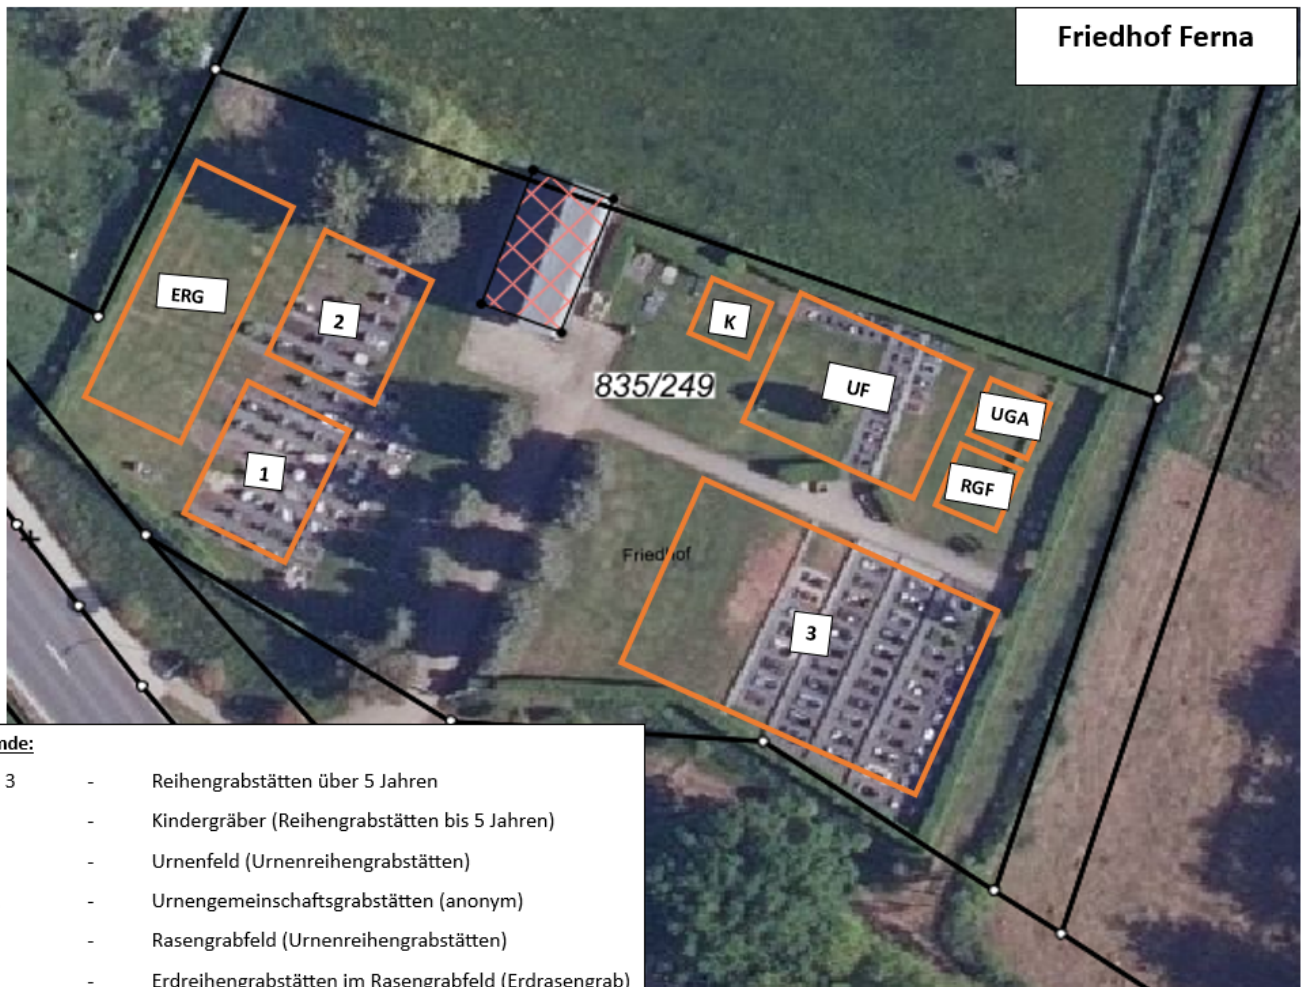 Friedhof Ferna
ERG
2
K
835/249
UF
UGA
1
RGF
Friedhof
3
nde:
3 - Reihengrabstätten über 5 Jahren
- Kindergräber (Reihengrabstätten bis 5 Jahren)
- Urnenfeld (Urnenreihengrabstätten)
- Urnengemeinschaftsgrabstätten (anonym)
- Rasengrabfeld (Urnenreihengrabstätten)
- Erdreihengrabstätten im Rasengrabfeld (Erdrasengrab)